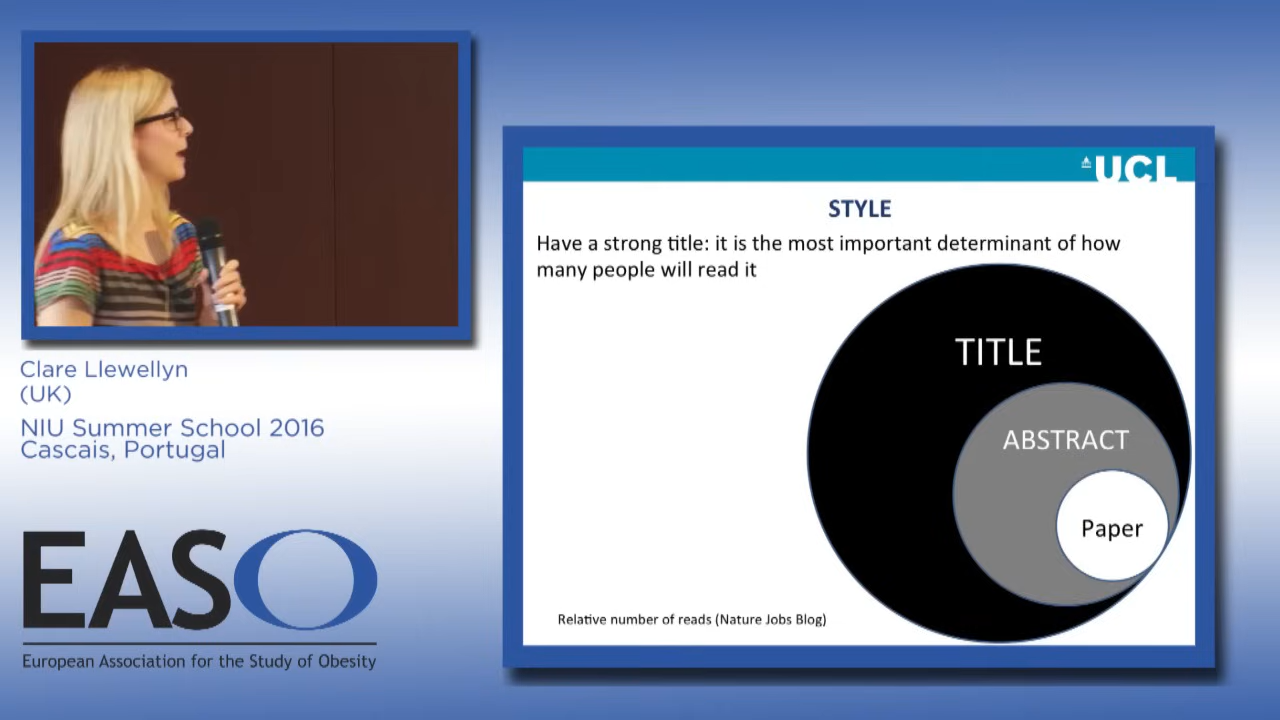 Clare Llewellyn
(UK)
NIU Summer School 2016
Cascais, Portugal
EASO
European Association for the Study of Obesity
UCL
STYLE
Have a strong title: it is the most important determinant of how
many people will read it
TITLE
ABSTRACT
Paper
Relative number of reads (Nature Jobs Blog)